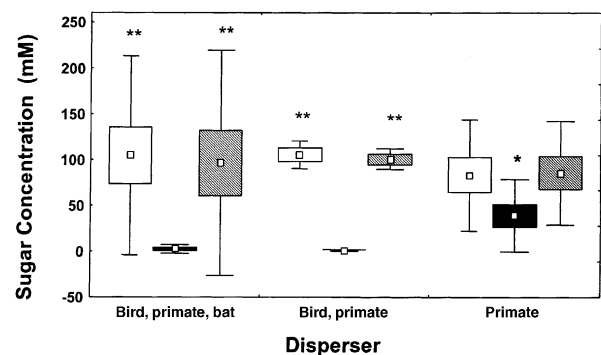 Sugar Concentration (mM)
250
200
150
100
50
0
-50
**
**
**
**
*
Bird, primate, bat
Bird, primate
Primate
Disperser